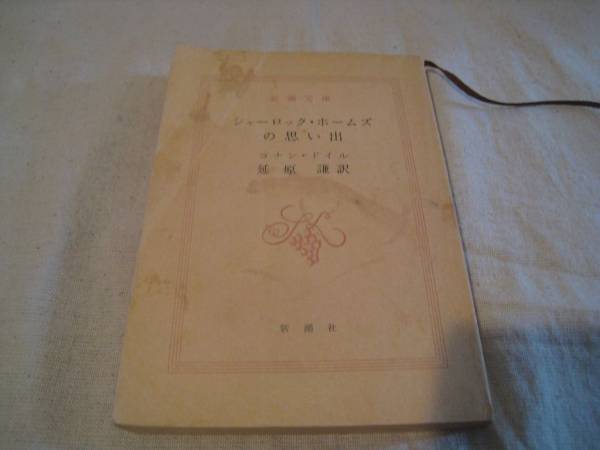 新潮文庫
シャーロック・ホームズ
の思い出
コナン・ドイル
延原 謙訳
新潮社